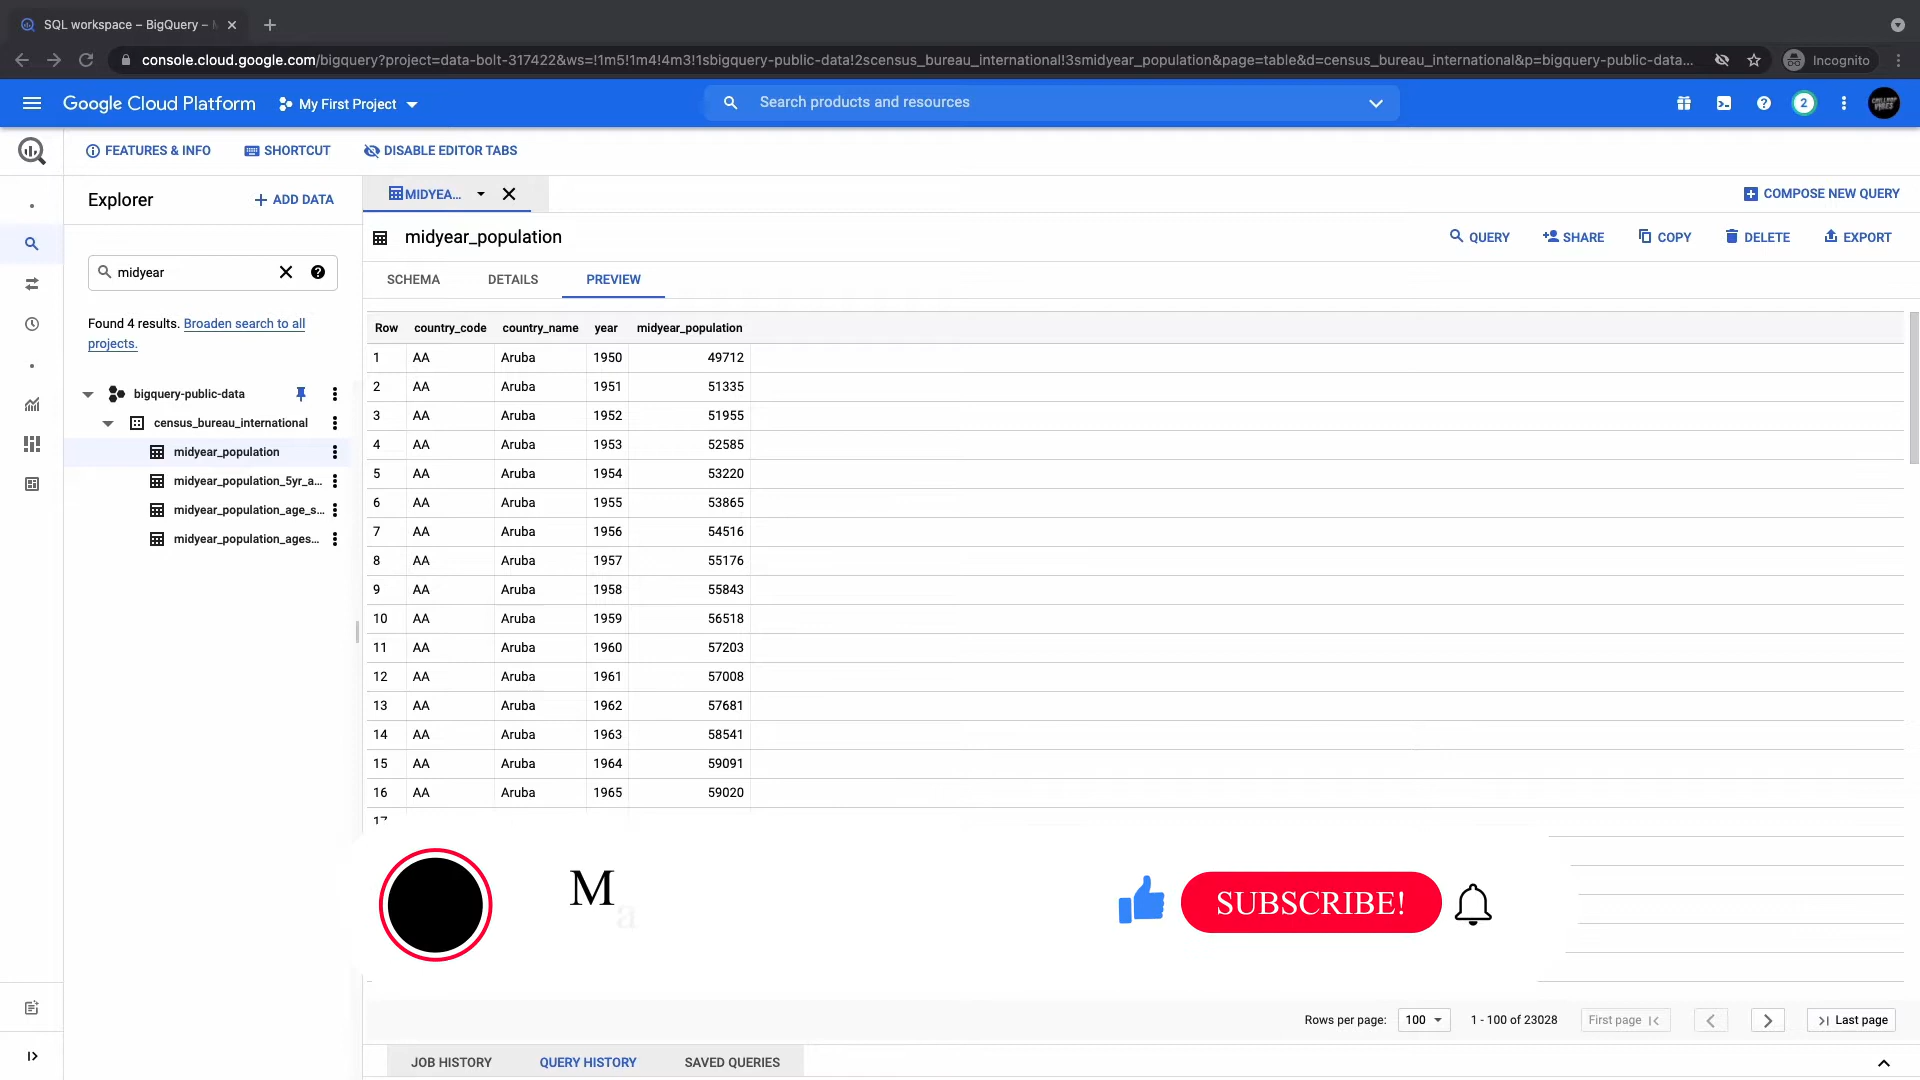 SQL workspace – BigQuery –
console.cloud.google.com/bigquery?project=data-bolt-317422&ws=!1m5!1m4!4m3!1sbigquery-public-data!2scensus_bureau_international!3smidyear_population&page=table&d=census_bureau_international&p=bigquery-public-data...
Incognito
Google Cloud Platform
My First Project
Search products and resources
2
FEATURES & INFO
SHORTCUT
DISABLE EDITOR TABS
Explorer
ADD DATA
MIDYEA...
COMPOSE NEW QUERY
midyear_population
QUERY
SHARE
COPY
DELETE
EXPORT
midyear
SCHEMA
DETAILS
PREVIEW
Found 4 results. Broaden search to all
projects.
bigquery-public-data
census_bureau_international
midyear_population
midyear_population_5yr_a...
midyear_population_age_s...
midyear_population_ages...
Row country_code country_name year midyear_population
1 AA Aruba 1950 49712
2 AA Aruba 1951 51335
3 AA Aruba 1952 51955
4 AA Aruba 1953 52585
5 AA Aruba 1954 53220
6 AA Aruba 1955 53865
7 AA Aruba 1956 54516
8 AA Aruba 1957 55176
9 AA Aruba 1958 55843
10 AA Aruba 1959 56518
11 AA Aruba 1960 57203
12 AA Aruba 1961 57008
13 AA Aruba 1962 57681
14 AA Aruba 1963 58541
15 AA Aruba 1964 59091
16 AA Aruba 1965 59020
17
Ma
SUBSCRIBE!
Rows per page: 100 1 - 100 of 23028 First page Last page
JOB HISTORY
QUERY HISTORY
SAVED QUERIES